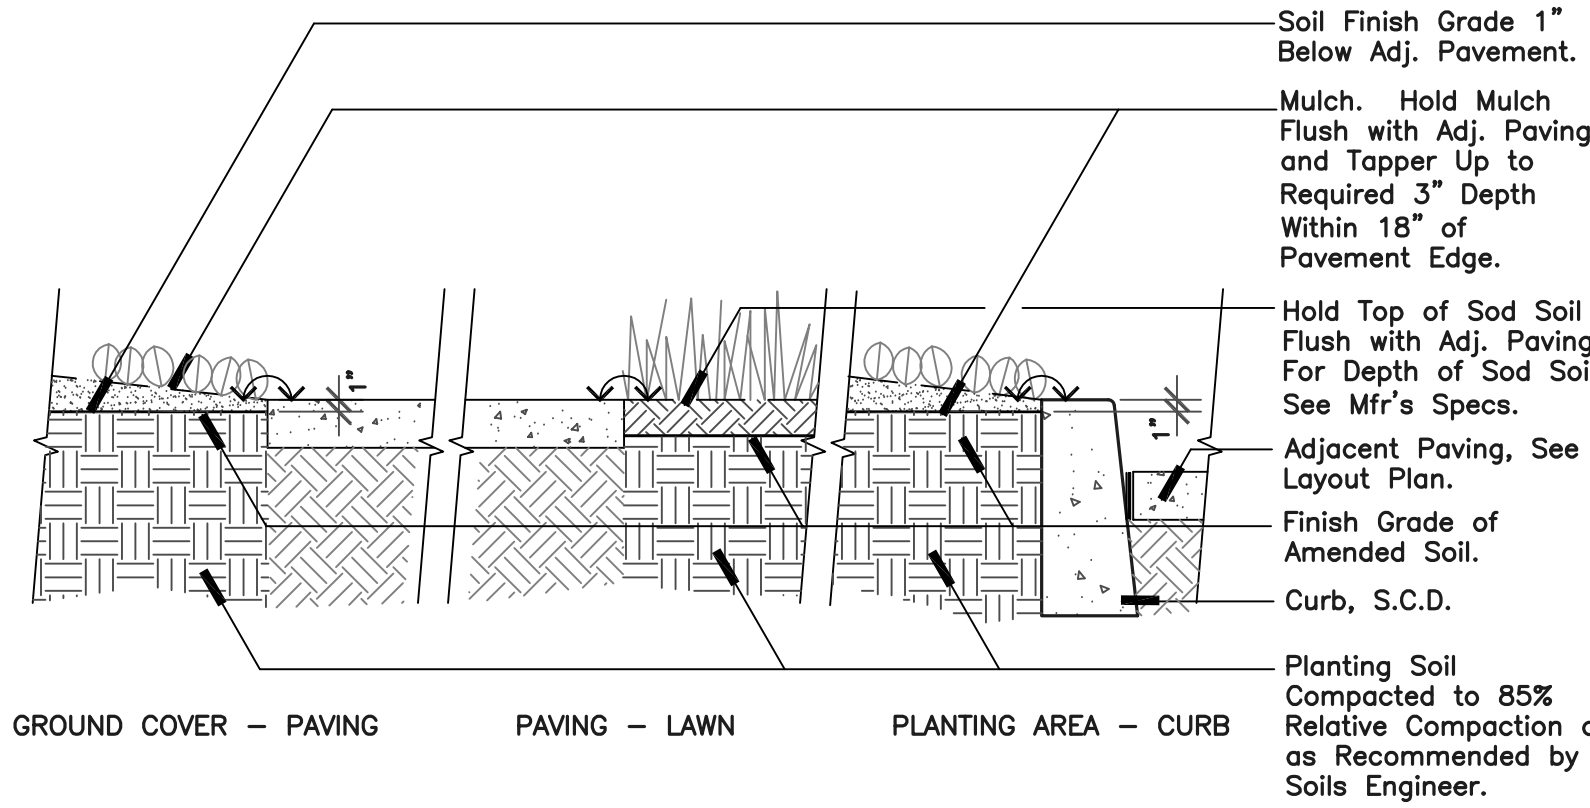 Soil Finish Grade 1"
Below Adj. Pavement.
Mulch. Hold Mulch
Flush with Adj. Paving
and Tapper Up to
Required 3" Depth
Within 18" of
Pavement Edge.
Hold Top of Sod Soil
Flush with Adj. Paving
For Depth of Sod Soi
See Mfr's Specs.
Adjacent Paving, See
Layout Plan.
Finish Grade of
Amended Soil.
Curb, S.C.D.
Planting Soil
Compacted to 85%
Relative Compaction
as Recommended by
Soils Engineer.
1"
1"
GROUND COVER – PAVING
PAVING – LAWN
PLANTING AREA – CURB